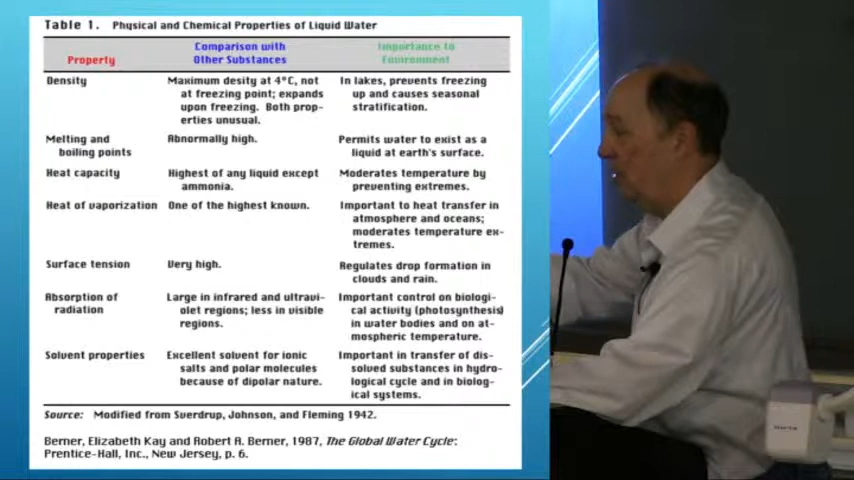 Table 1. Physical and Chemical Properties of Liquid Water
Comparison with Importance to
Property Other Substances Environment
Density Maximum desity at 4°C, not In lakes, prevents freezing
at freezing point; expands up and causes seasonal
upon freezing. Both prop- stratification.
erties unusual.
Melting and Abnormally high. Permits water to exist as a
boiling points liquid at earth's surface.
Heat capacity Highest of any liquid except Moderates temperature by
ammonia. preventing extremes.
Heat of vaporization One of the highest known. Important to heat transfer in
atmosphere and oceans;
moderates temperature ex-
tremes.
Surface tension Very high. Regulates drop formation in
clouds and rain.
Absorption of Large in infrared and ultravi- Important control on biologi-
radiation olet regions; less in visible cal activity (photosynthesis)
regions. in water bodies and on at-
mospheric temperature.
Solvent properties Excellent solvent for ionic Important in transfer of dis-
salts and polar molecules solved substances in hydro-
because of dipolar nature. logical cycle and in biolog-
ical systems.
Source: Modified from Sverdrup, Johnson, and Fleming 1942.
Berner, Elizabeth Kay and Robert A. Berner, 1987, The Global Water Cycle:
Prentice-Hall, Inc., New Jersey, p. 6.